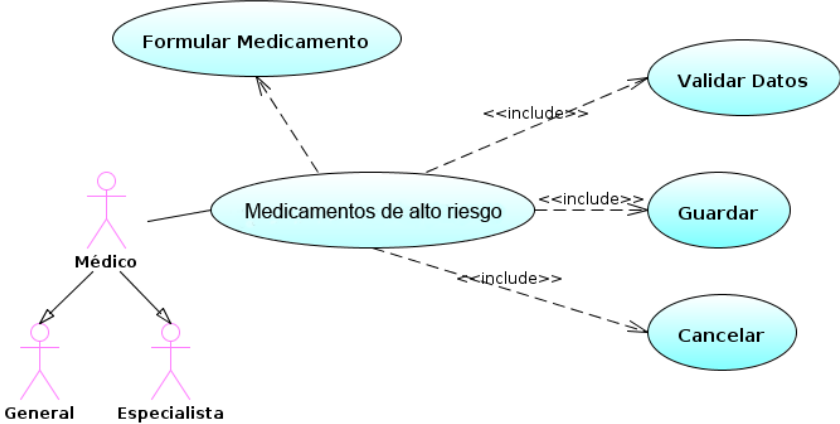 Formular Medicamento
Validar Datos
<<include>>
Medicamentos de alto riesgo
<<include>>
Guardar
Médico
<<include>>
Cancelar
General
Especialista